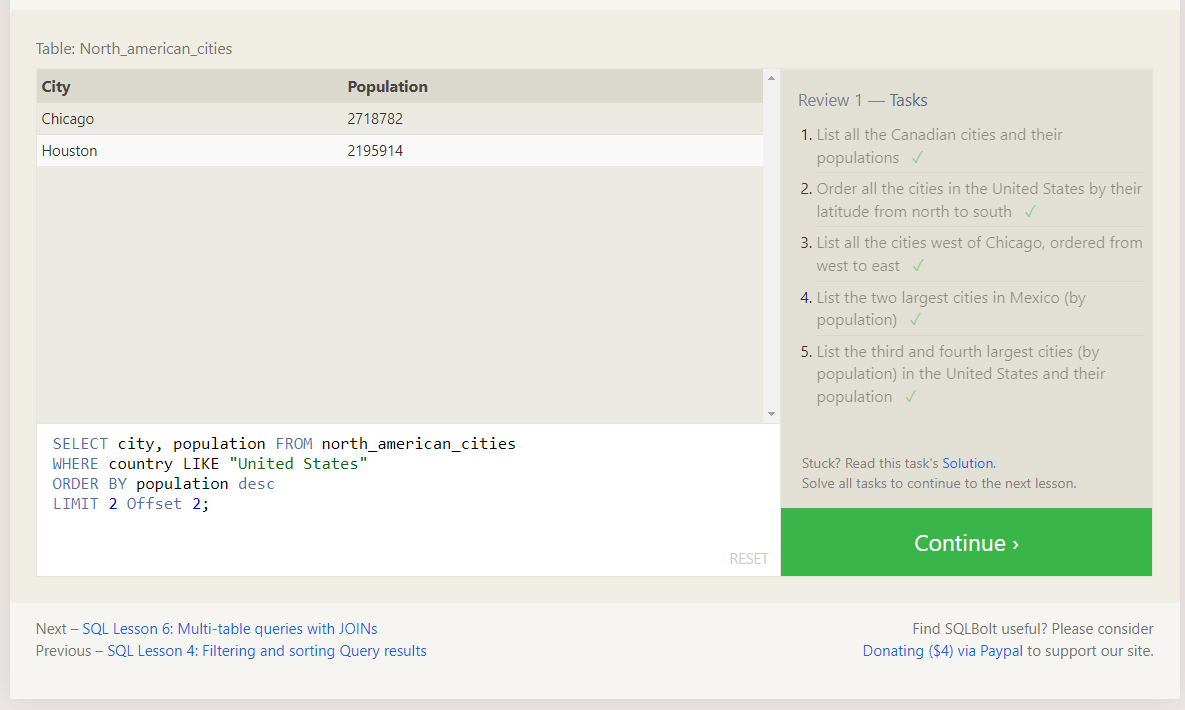 Table: North_american_cities
City Population
Chicago 2718782
Houston 2195914
SELECT city, population FROM north_american_cities
WHERE country LIKE "United States"
ORDER BY population desc
LIMIT 2 Offset 2;
RESET
Review 1 — Tasks
1. List all the Canadian cities and their
populations ✓
2. Order all the cities in the United States by their
latitude from north to south ✓
3. List all the cities west of Chicago, ordered from
west to east ✓
4. List the two largest cities in Mexico (by
population) ✓
5. List the third and fourth largest cities (by
population) in the United States and their
population ✓
Stuck? Read this task's Solution.
Solve all tasks to continue to the next lesson.
Continue ›
Next – SQL Lesson 6: Multi-table queries with JOINs
Previous – SQL Lesson 4: Filtering and sorting Query results
Find SQLBolt useful? Please consider
Donating ($4) via Paypal to support our site.